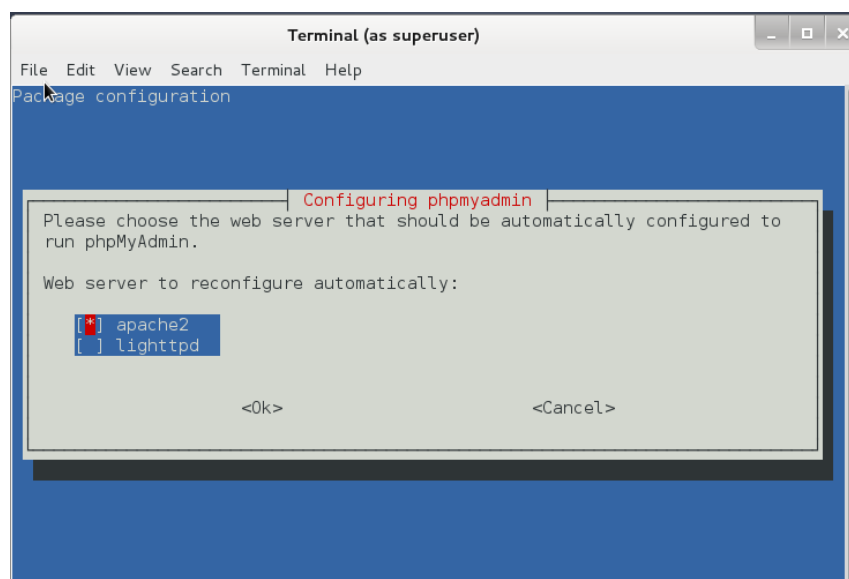 Terminal (as superuser)
File Edit View Search Terminal Help
Package configuration
Configuring phpmyadmin
Please choose the web server that should be automatically configured to
run phpMyAdmin.
Web server to reconfigure automatically:
[*] apache2
[ ] lighttpd
<Ok> <Cancel>